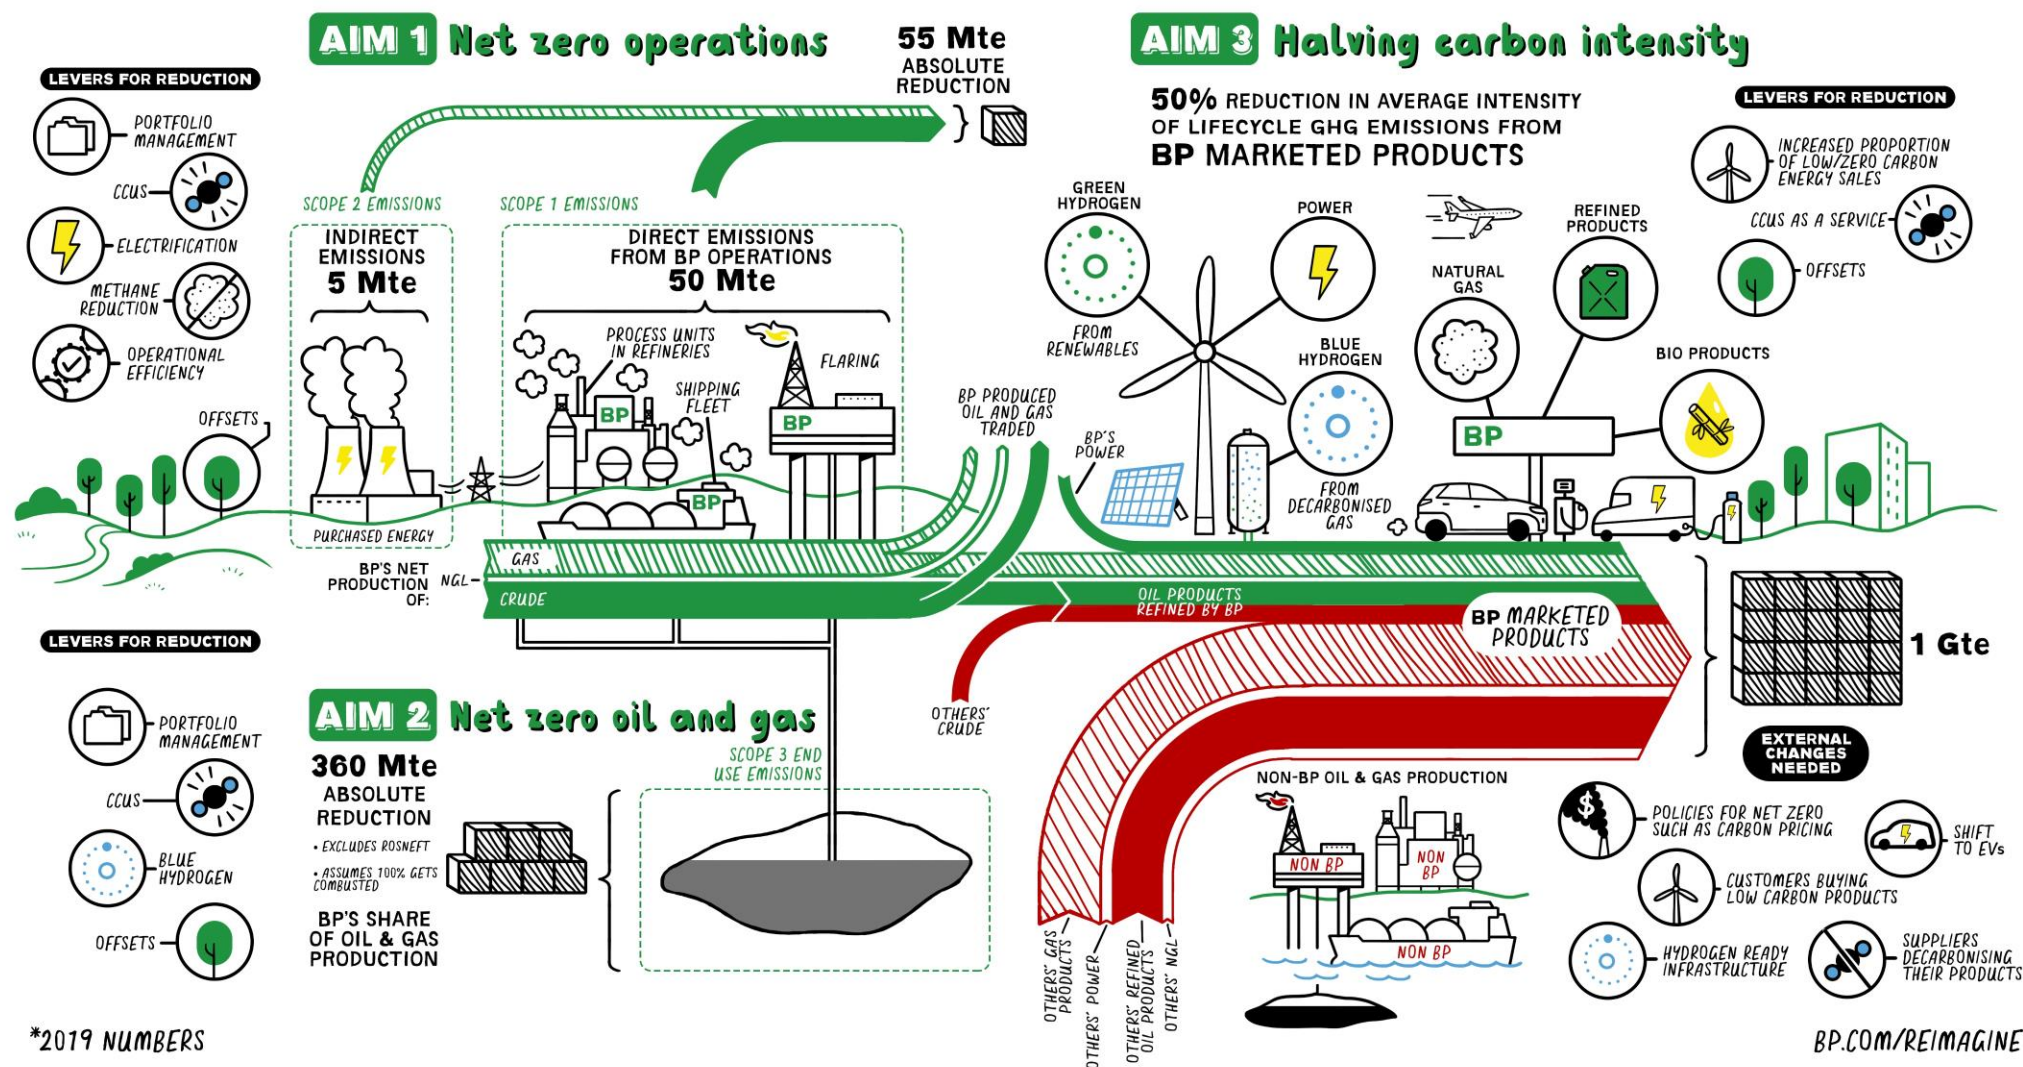 AIM 1 Net zero operations
55 Mte
ABSOLUTE
REDUCTION
LEVERS FOR REDUCTION
PORTFOLIO
MANAGEMENT
CCUS
ELECTRIFICATION
METHANE
REDUCTION
OPERATIONAL
EFFICIENCY
OFFSETS
SCOPE 2 EMISSIONS
INDIRECT
EMISSIONS
5 Mte
PURCHASED ENERGY
SCOPE 1 EMISSIONS
DIRECT EMISSIONS
FROM BP OPERATIONS
50 Mte
PROCESS UNITS
IN REFINERIES
SHIPPING
FLEET
FLARING
BP
BP
BP
BP'S NET
PRODUCTION
OF:
GAS
NGL
CRUDE
BP PRODUCED
OIL AND GAS
TRADED
AIM 3 Halving carbon intensity
50% REDUCTION IN AVERAGE INTENSITY
OF LIFECYCLE GHG EMISSIONS FROM
BP MARKETED PRODUCTS
LEVERS FOR REDUCTION
INCREASED PROPORTION
OF LOW/ZERO CARBON
ENERGY SALES
CCUS AS A SERVICE
OFFSETS
GREEN
HYDROGEN
FROM
RENEWABLES
POWER
BLUE
HYDROGEN
FROM
DECARBONISED
GAS
NATURAL
GAS
REFINED
PRODUCTS
BIO PRODUCTS
BP
BP'S
POWER
OIL PRODUCTS
REFINED BY BP
BP MARKETED
PRODUCTS
1 Gte
OTHERS'
CRUDE
OTHERS' GAS
PRODUCTS
OTHERS' POWER
OTHERS' REFINED
OIL PRODUCTS
OTHERS' NGL
NON-BP OIL & GAS PRODUCTION
NON BP
NON
BP
NON BP
EXTERNAL
CHANGES
NEEDED
POLICIES FOR NET ZERO
SUCH AS CARBON PRICING
SHIFT
TO EVs
CUSTOMERS BUYING
LOW CARBON PRODUCTS
HYDROGEN READY
INFRASTRUCTURE
SUPPLIERS
DECARBONISING
THEIR PRODUCTS
LEVERS FOR REDUCTION
PORTFOLIO
MANAGEMENT
CCUS
BLUE
HYDROGEN
OFFSETS
AIM 2 Net zero oil and gas
360 Mte
ABSOLUTE
REDUCTION
• EXCLUDES ROSNEFT
• ASSUMES 100% GETS
COMBUSTED
BP'S SHARE
OF OIL & GAS
PRODUCTION
SCOPE 3 END
USE EMISSIONS
*2019 NUMBERS
BP.COM/REIMAGINE